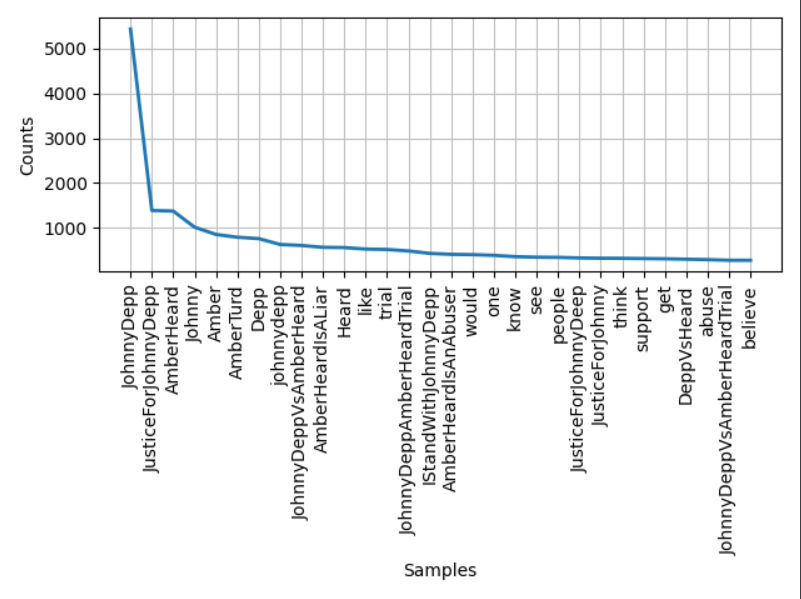 5000
4000
3000
2000
1000
Counts
JohnnyDepp
JusticeForJohnnyDepp
AmberHeard
Johnny
Amber
AmberTurd
Depp
johnnydepp
JohnnyDeppVsAmberHeard
AmberHeardIsALiar
Heard
like
trial
JohnnyDeppAmberHeardTrial
IStandWithJohnnyDepp
AmberHeardIsAnAbuser
would
one
know
see
people
JusticeForJohnnyDeep
JusticeForJohnny
think
support
get
DeppVsHeard
abuse
JohnnyDeppVsAmberHeardTrial
believe
Samples